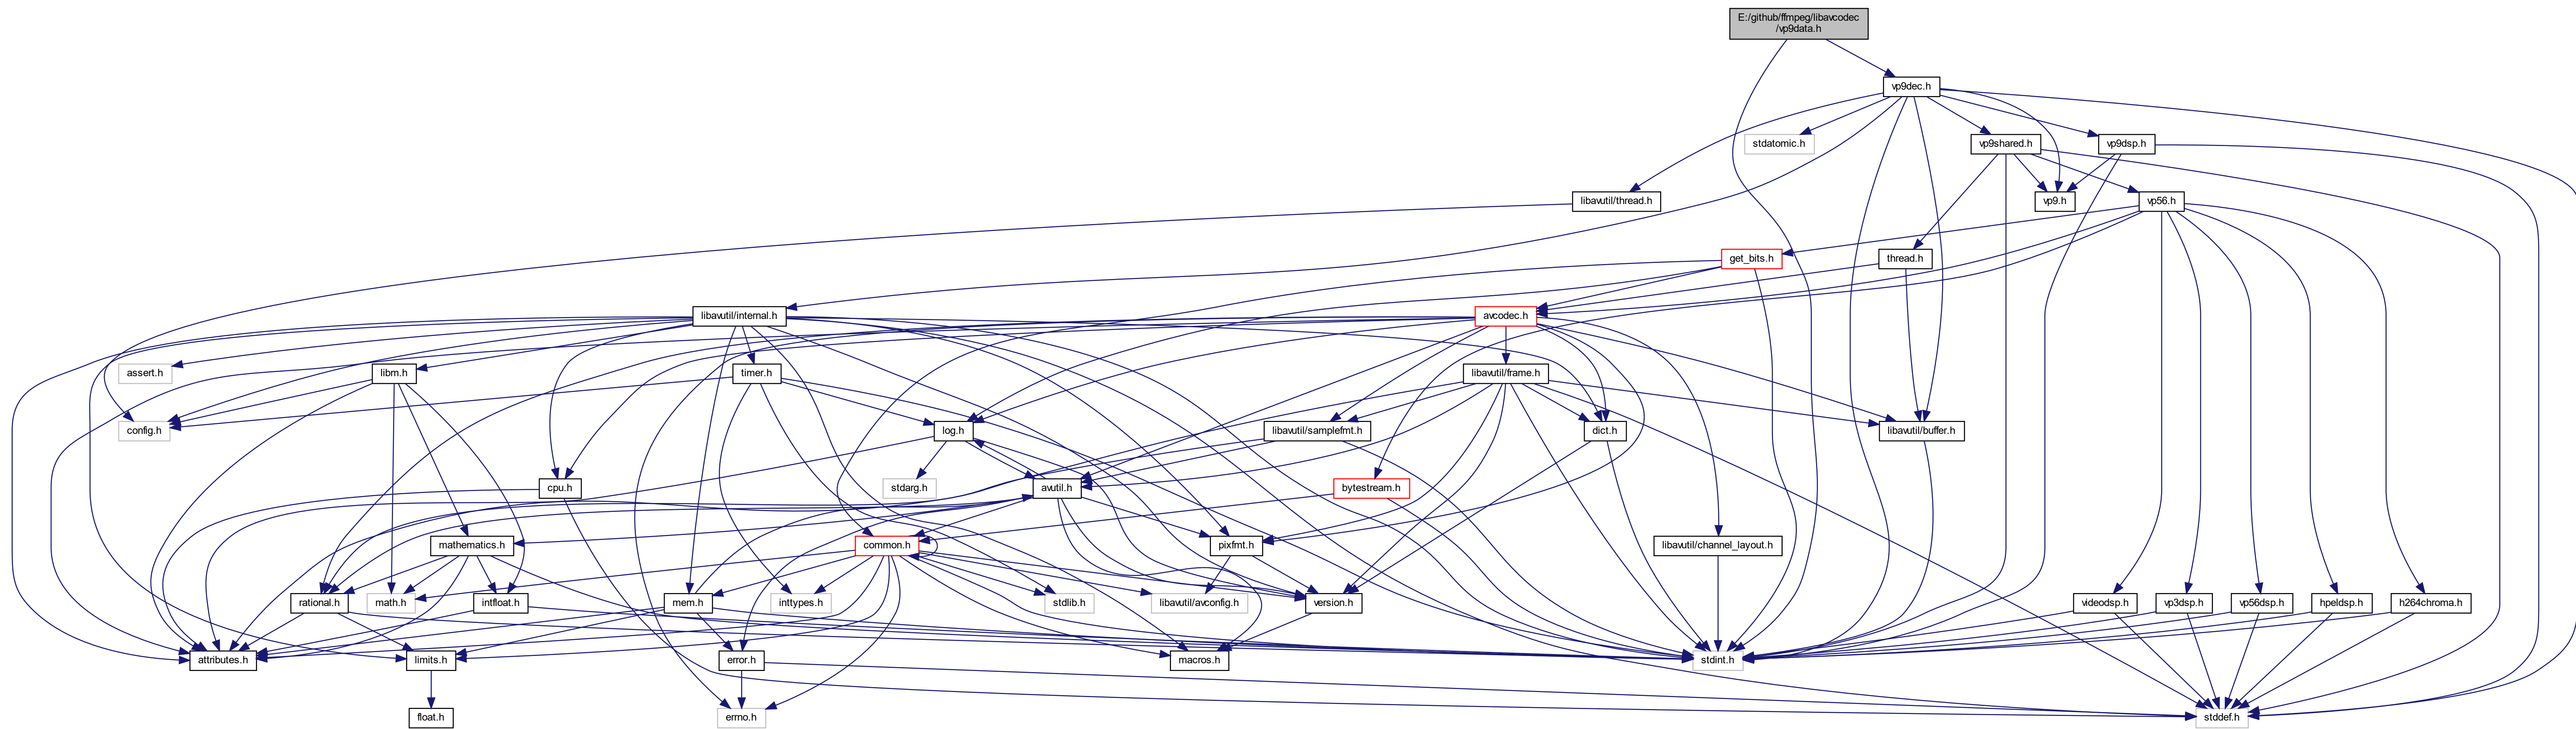 E:/github/ffmpeg/libavcodec
/vp9data.h
vp9dec.h
stdatomic.h
vp9shared.h
vp9dsp.h
libavutil/thread.h
vp9.h
vp56.h
get_bits.h
thread.h
libavutil/internal.h
avcodec.h
assert.h
libm.h
timer.h
libavutil/frame.h
config.h
log.h
libavutil/samplefmt.h
dict.h
libavutil/buffer.h
cpu.h
stdarg.h
avutil.h
bytestream.h
mathematics.h
common.h
pixfmt.h
libavutil/channel_layout.h
rational.h
math.h
intfloat.h
mem.h
inttypes.h
stdlib.h
libavutil/avconfig.h
version.h
videodsp.h
vp3dsp.h
vp56dsp.h
hpeldsp.h
h264chroma.h
attributes.h
limits.h
error.h
macros.h
stdint.h
float.h
errno.h
stddef.h